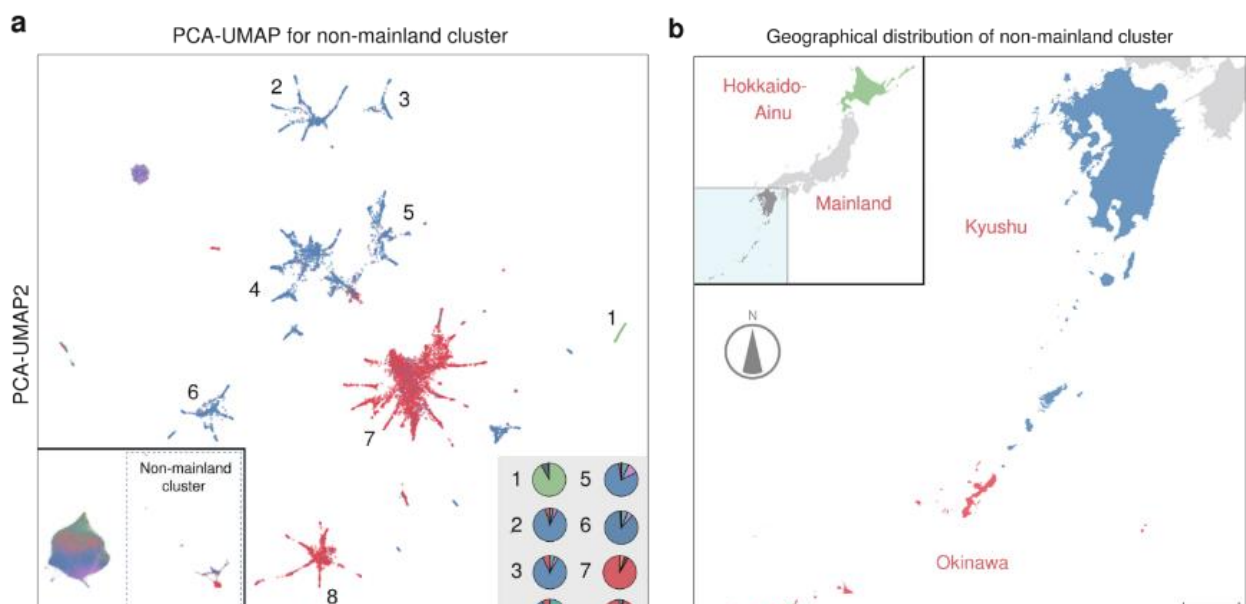 a
PCA-UMAP for non-mainland cluster
PCA-UMAP2
2
3
5
4
1
6
7
8
Non-mainland
cluster
1 5
2 6
3 7
b
Geographical distribution of non-mainland cluster
Hokkaido-
Ainu
Mainland
Kyushu
N
Okinawa